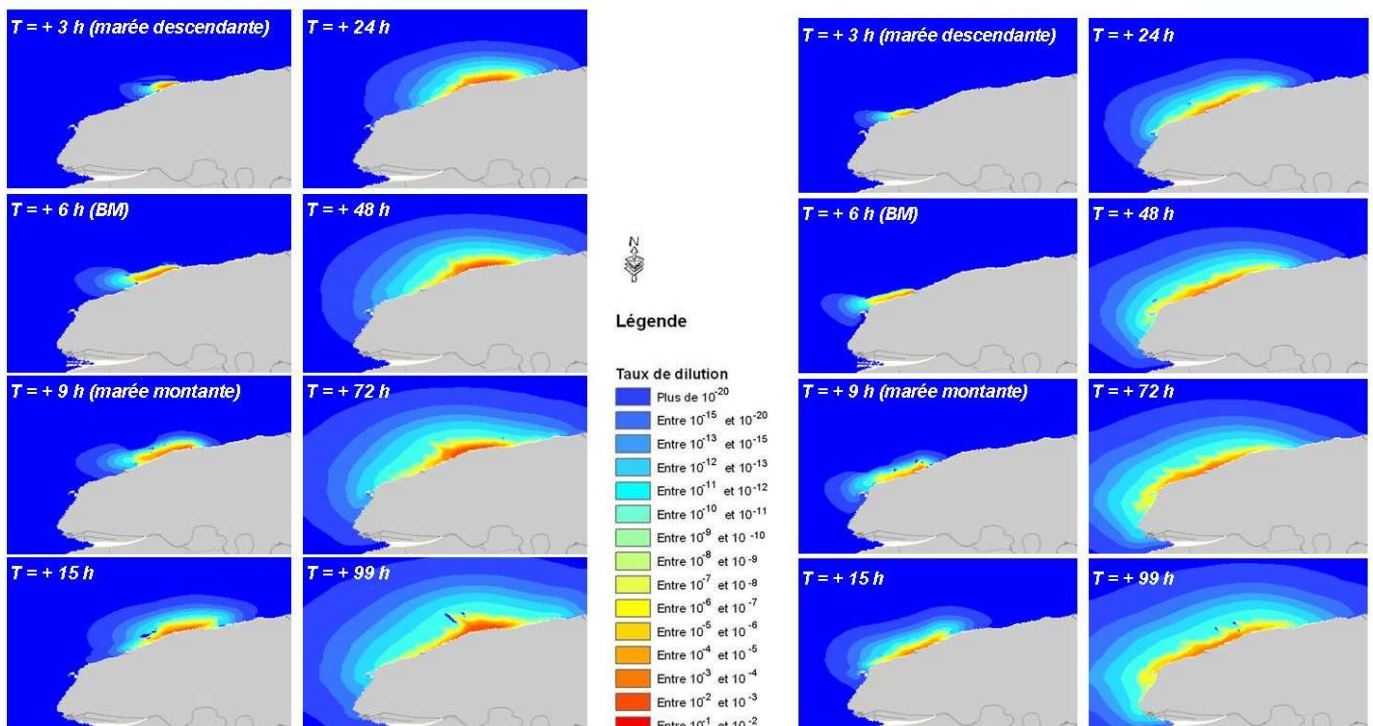 T = + 3 h (marée descendante)
T = + 24 h
T = + 6 h (BM)
T = + 48 h
T = + 9 h (marée montante)
T = + 72 h
T = + 15 h
T = + 99 h
N
Légende
Taux de dilution
Plus de 10-20
Entre 10-15 et 10-20
Entre 10-13 et 10-15
Entre 10-12 et 10-13
Entre 10-11 et 10-12
Entre 10-10 et 10-11
Entre 10-9 et 10 -10
Entre 10-8 et 10-9
Entre 10-7 et 10-8
Entre 10-6 et 10-7
Entre 10-5 et 10-6
Entre 10-4 et 10-5
Entre 10-3 et 10-4
Entre 10-2 et 10-3
Entre 10-1 et 10-2
T = + 3 h (marée descendante)
T = + 24 h
T = + 6 h (BM)
T = + 48 h
T = + 9 h (marée montante)
T = + 72 h
T = + 15 h
T = + 99 h